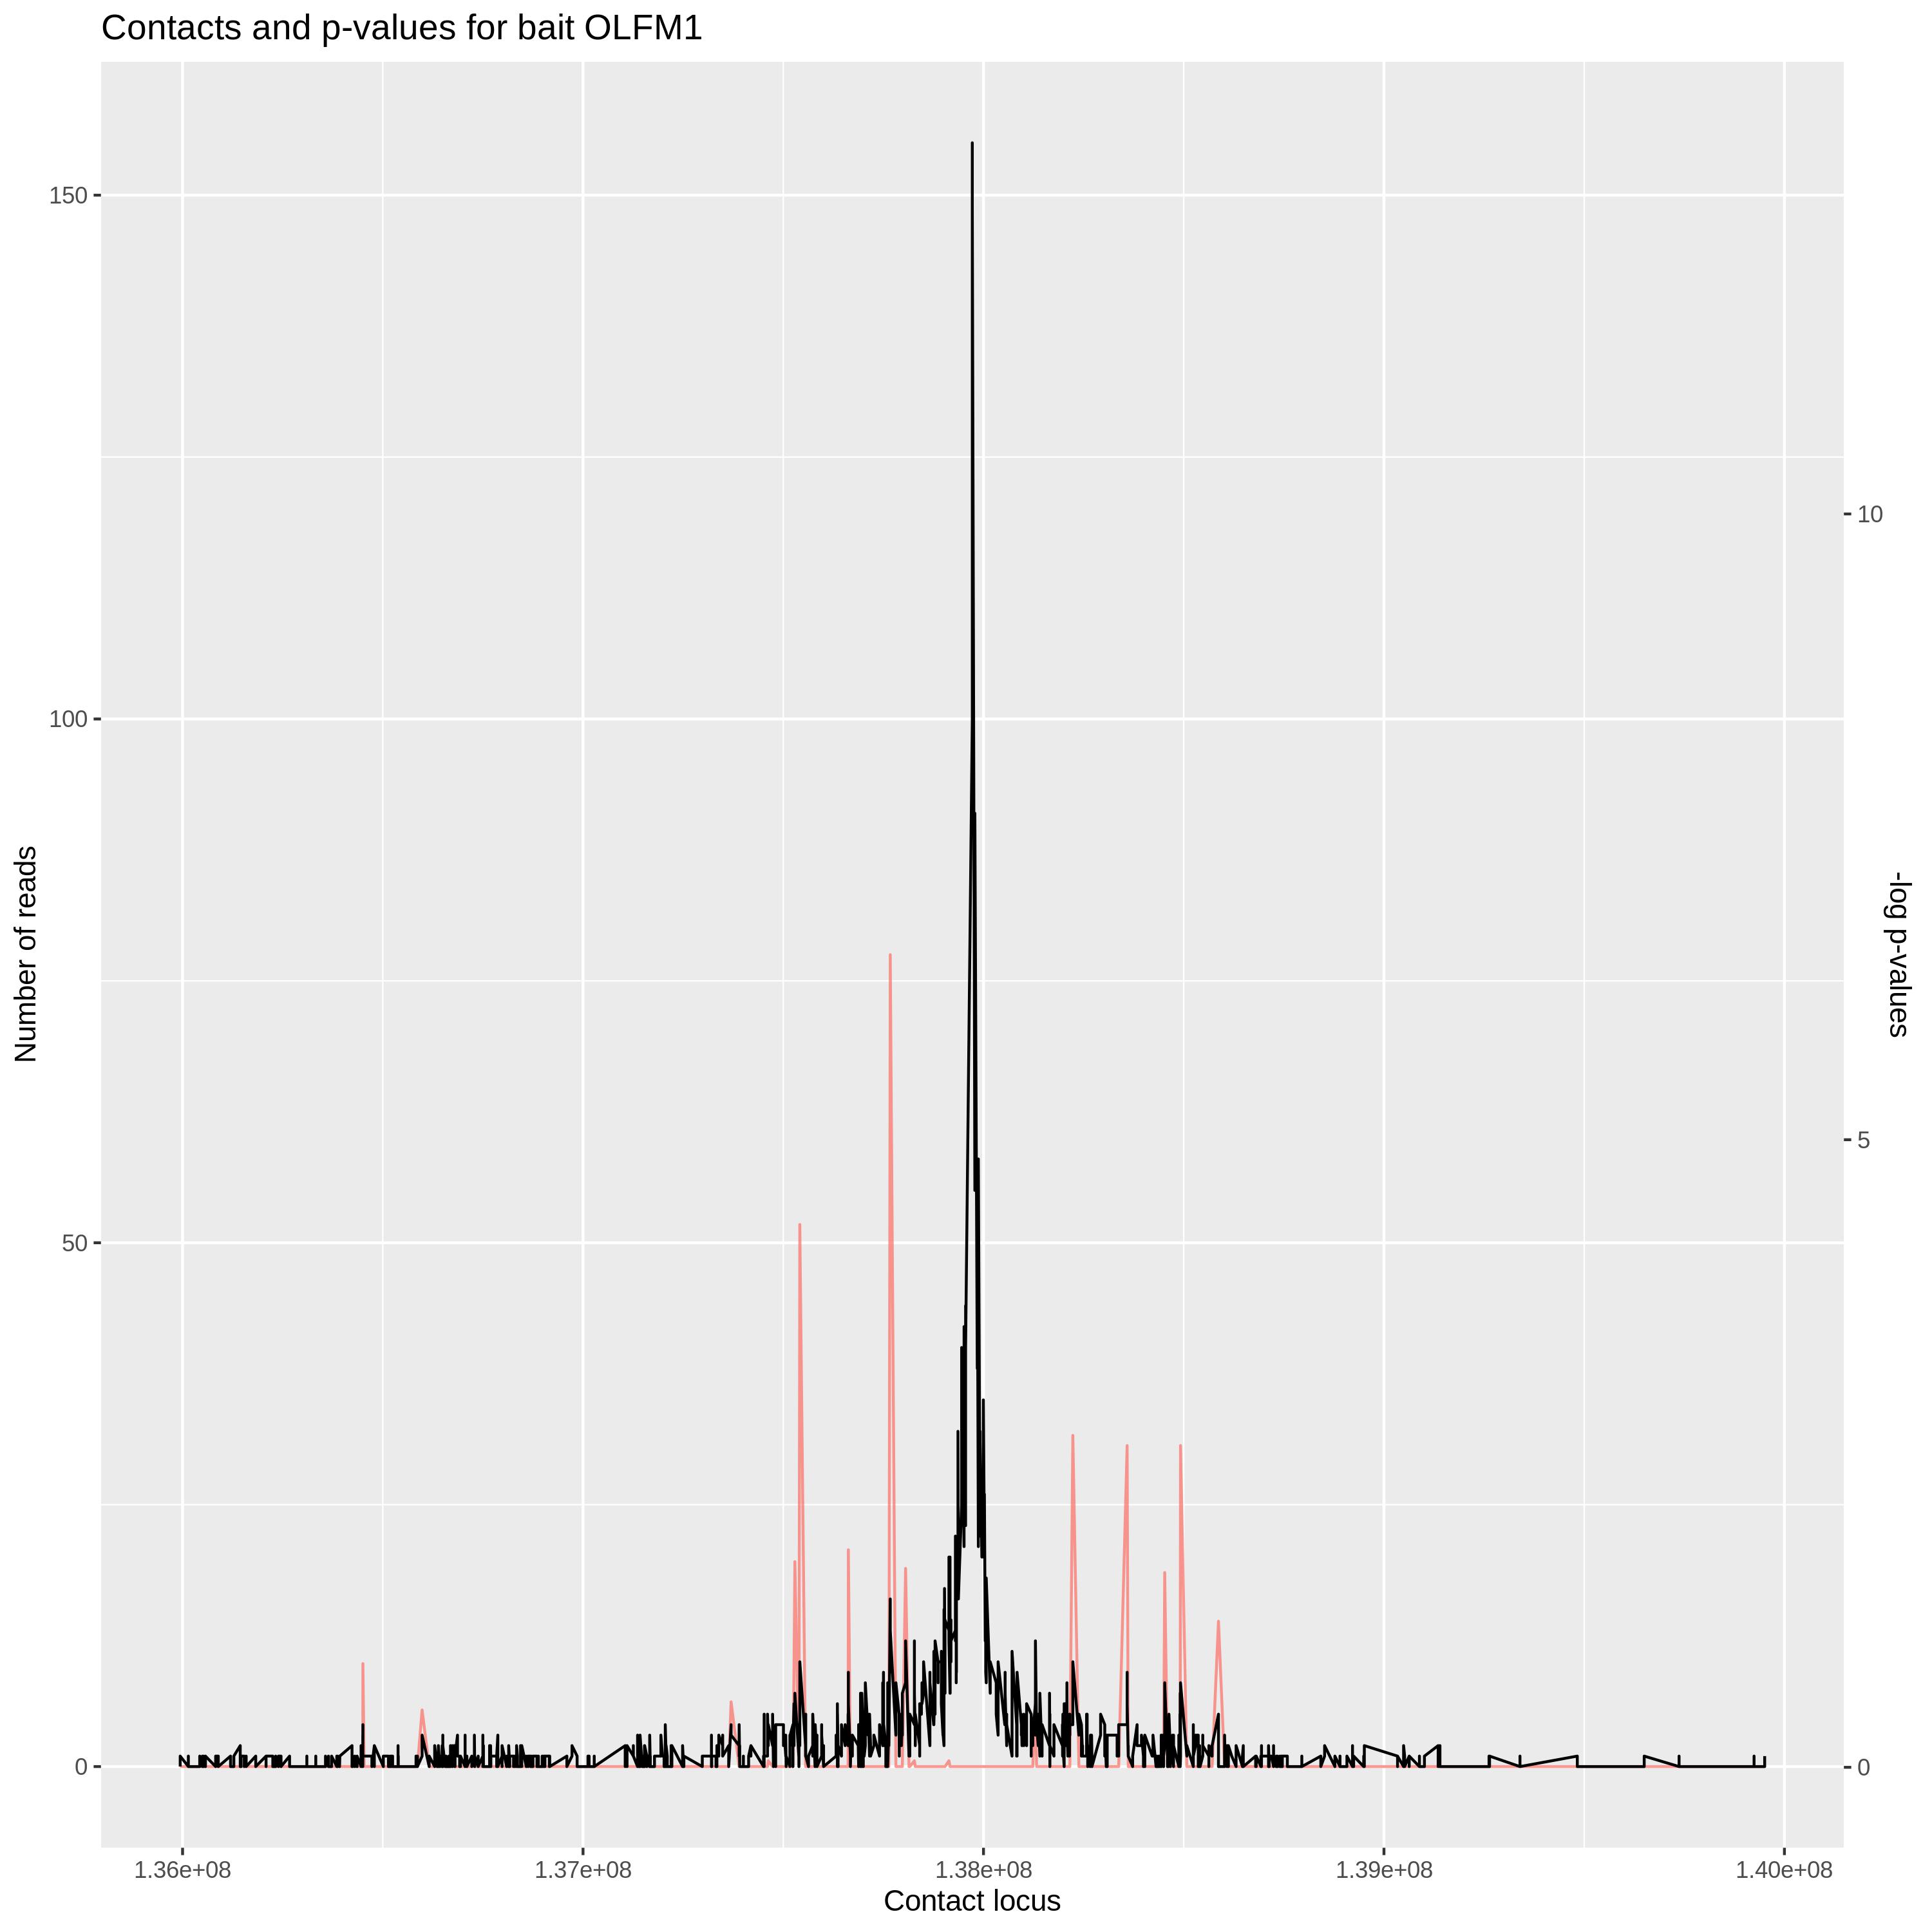 Contacts and p-values for bait OLFM1
150
100
50
0
Number of reads
10
5
0
-log p-values
1.36e+08
1.37e+08
1.38e+08
1.39e+08
1.40e+08
Contact locus